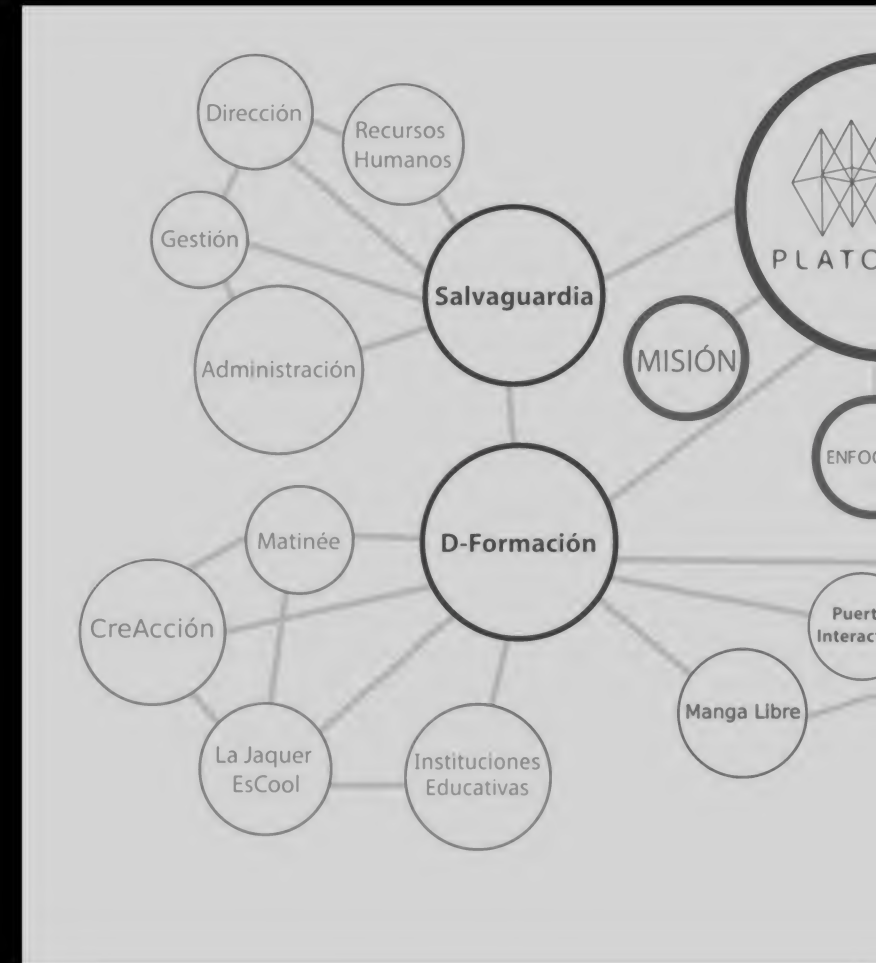 Dirección
Recursos
Humanos
Gestión
Salvaguardia
Administración
MISIÓN
Matinée
D-Formación
CreAcción
Manga Libre
La Jaquer
EsCool
Instituciones
Educativas